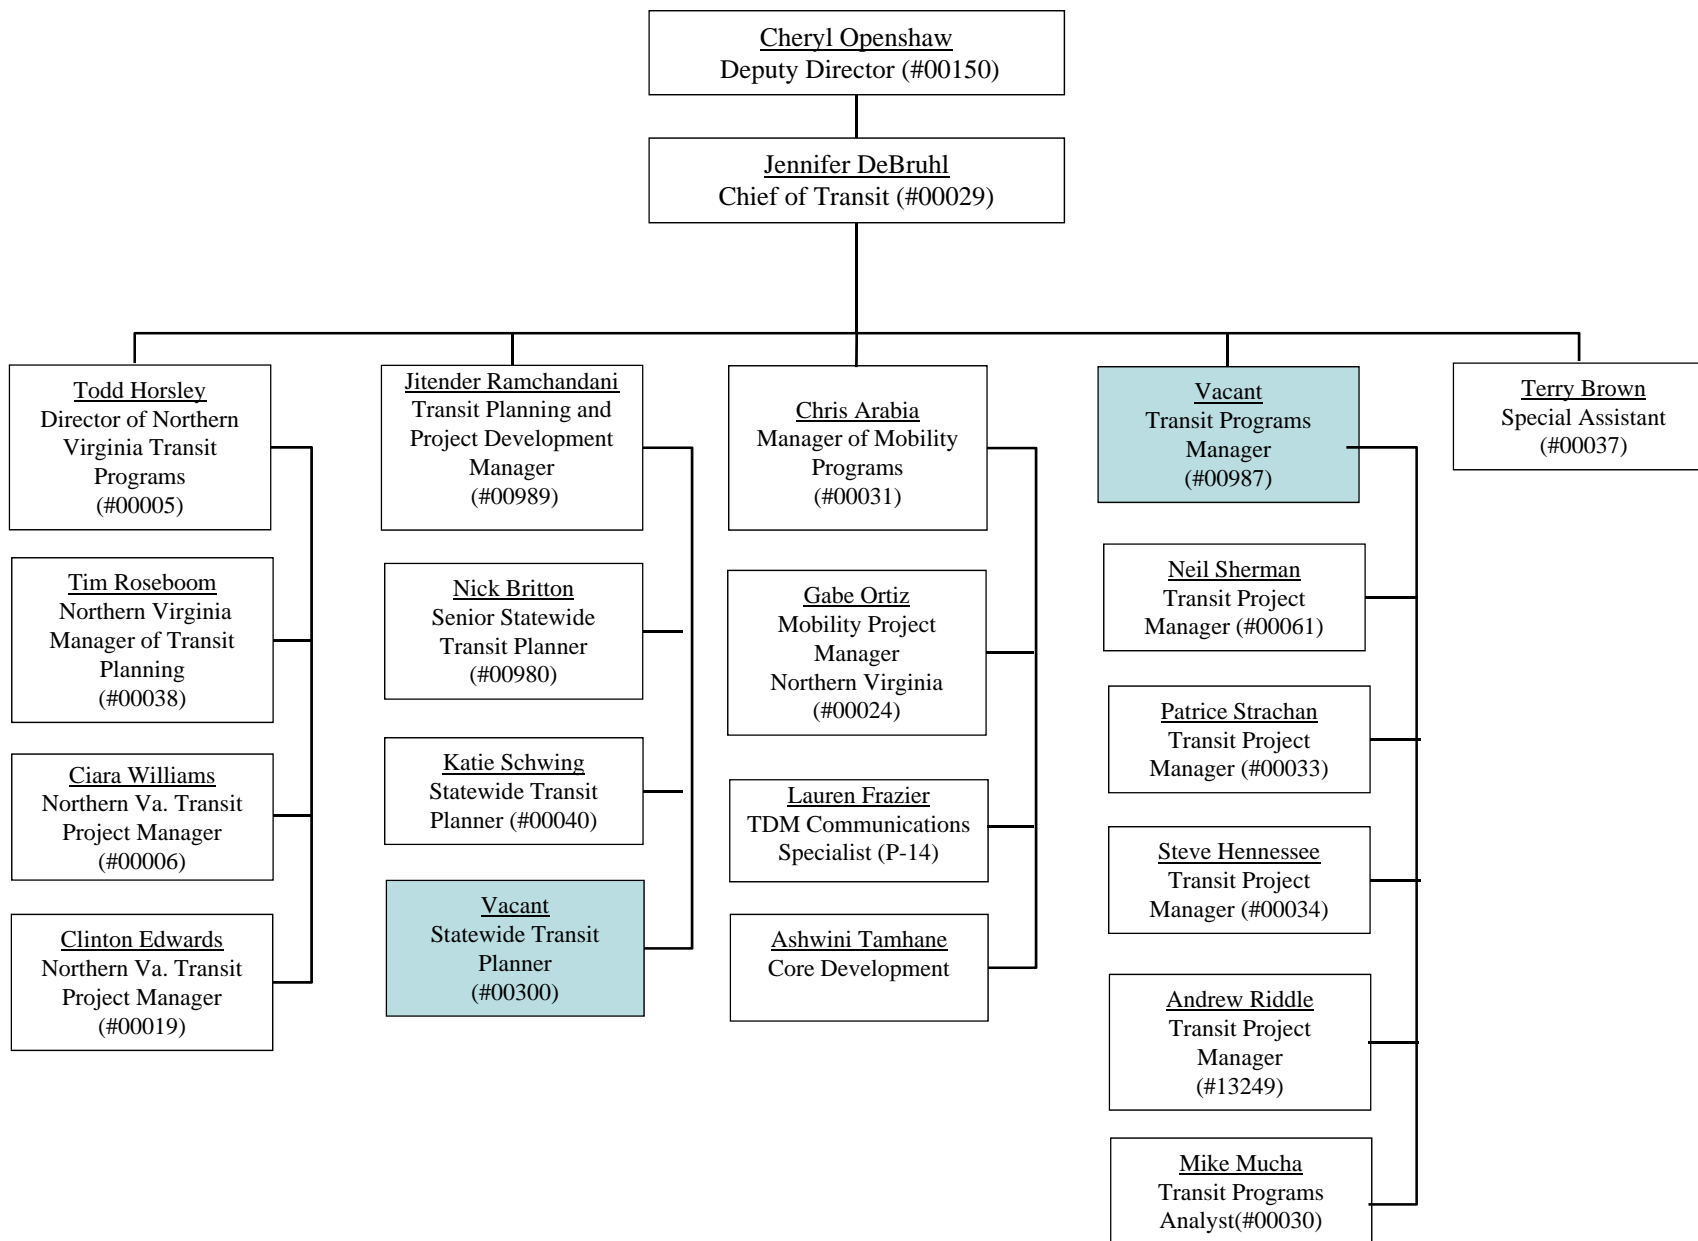 Cheryl Openshaw
Deputy Director (#00150)
Jennifer DeBruhl
Chief of Transit (#00029)
Todd Horsley
Director of Northern
Virginia Transit
Programs
(#00005)
Tim Roseboom
Northern Virginia
Manager of Transit
Planning
(#00038)
Ciara Williams
Northern Va. Transit
Project Manager
(#00006)
Clinton Edwards
Northern Va. Transit
Project Manager
(#00019)
Jitender Ramchandani
Transit Planning and
Project Development
Manager
(#00989)
Nick Britton
Senior Statewide
Transit Planner
(#00980)
Katie Schwing
Statewide Transit
Planner (#00040)
Vacant
Statewide Transit
Planner
(#00300)
Chris Arabia
Manager of Mobility
Programs
(#00031)
Gabe Ortiz
Mobility Project
Manager
Northern Virginia
(#00024)
Lauren Frazier
TDM Communications
Specialist (P-14)
Ashwini Tamhane
Core Development
Vacant
Transit Programs
Manager
(#00987)
Neil Sherman
Transit Project
Manager (#00061)
Patrice Strachan
Transit Project
Manager (#00033)
Steve Hennessee
Transit Project
Manager (#00034)
Andrew Riddle
Transit Project
Manager
(#13249)
Mike Mucha
Transit Programs
Analyst(#00030)
Terry Brown
Special Assistant
(#00037)